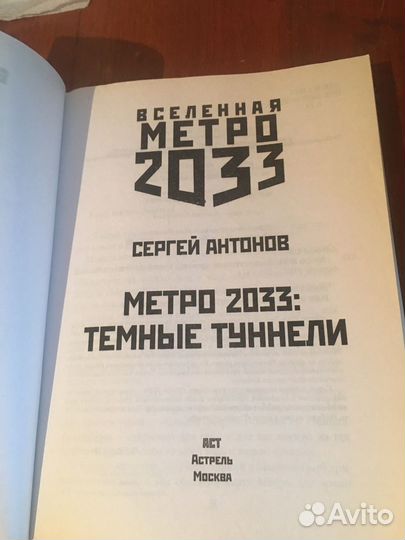 ВСЕЛЕННАЯ
МЕТРО
2033
СЕРГЕЙ АНТОНОВ
МЕТРО 2033:
ТЕМНЫЕ ТУННЕЛИ
АСТ
Астрель
Москва
Avito